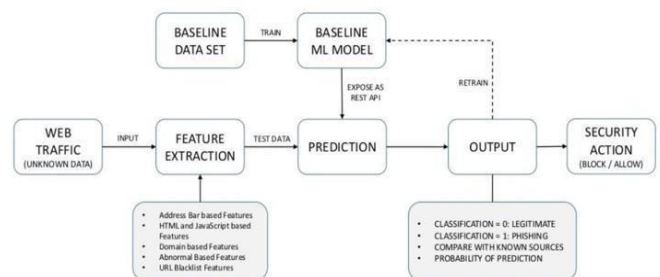 BASELINE
DATA SET
TRAIN
BASELINE
ML MODEL
EXPOSE AS
REST API
RETRAIN
WEB
TRAFFIC
(UNKNOWN DATA)
INPUT
FEATURE
EXTRACTION
TEST DATA
PREDICTION
OUTPUT
SECURITY
ACTION
(BLOCK / ALLOW)
• Address Bar based Features
• HTML and JavaScript based
Features
• Domain based Features
• Abnormal Based Features
• URL Blacklist Features
• CLASSIFICATION = 0: LEGITIMATE
• CLASSIFICATION = 1: PHISHING
• COMPARE WITH KNOWN SOURCES
• PROBABILITY OF PREDICTION